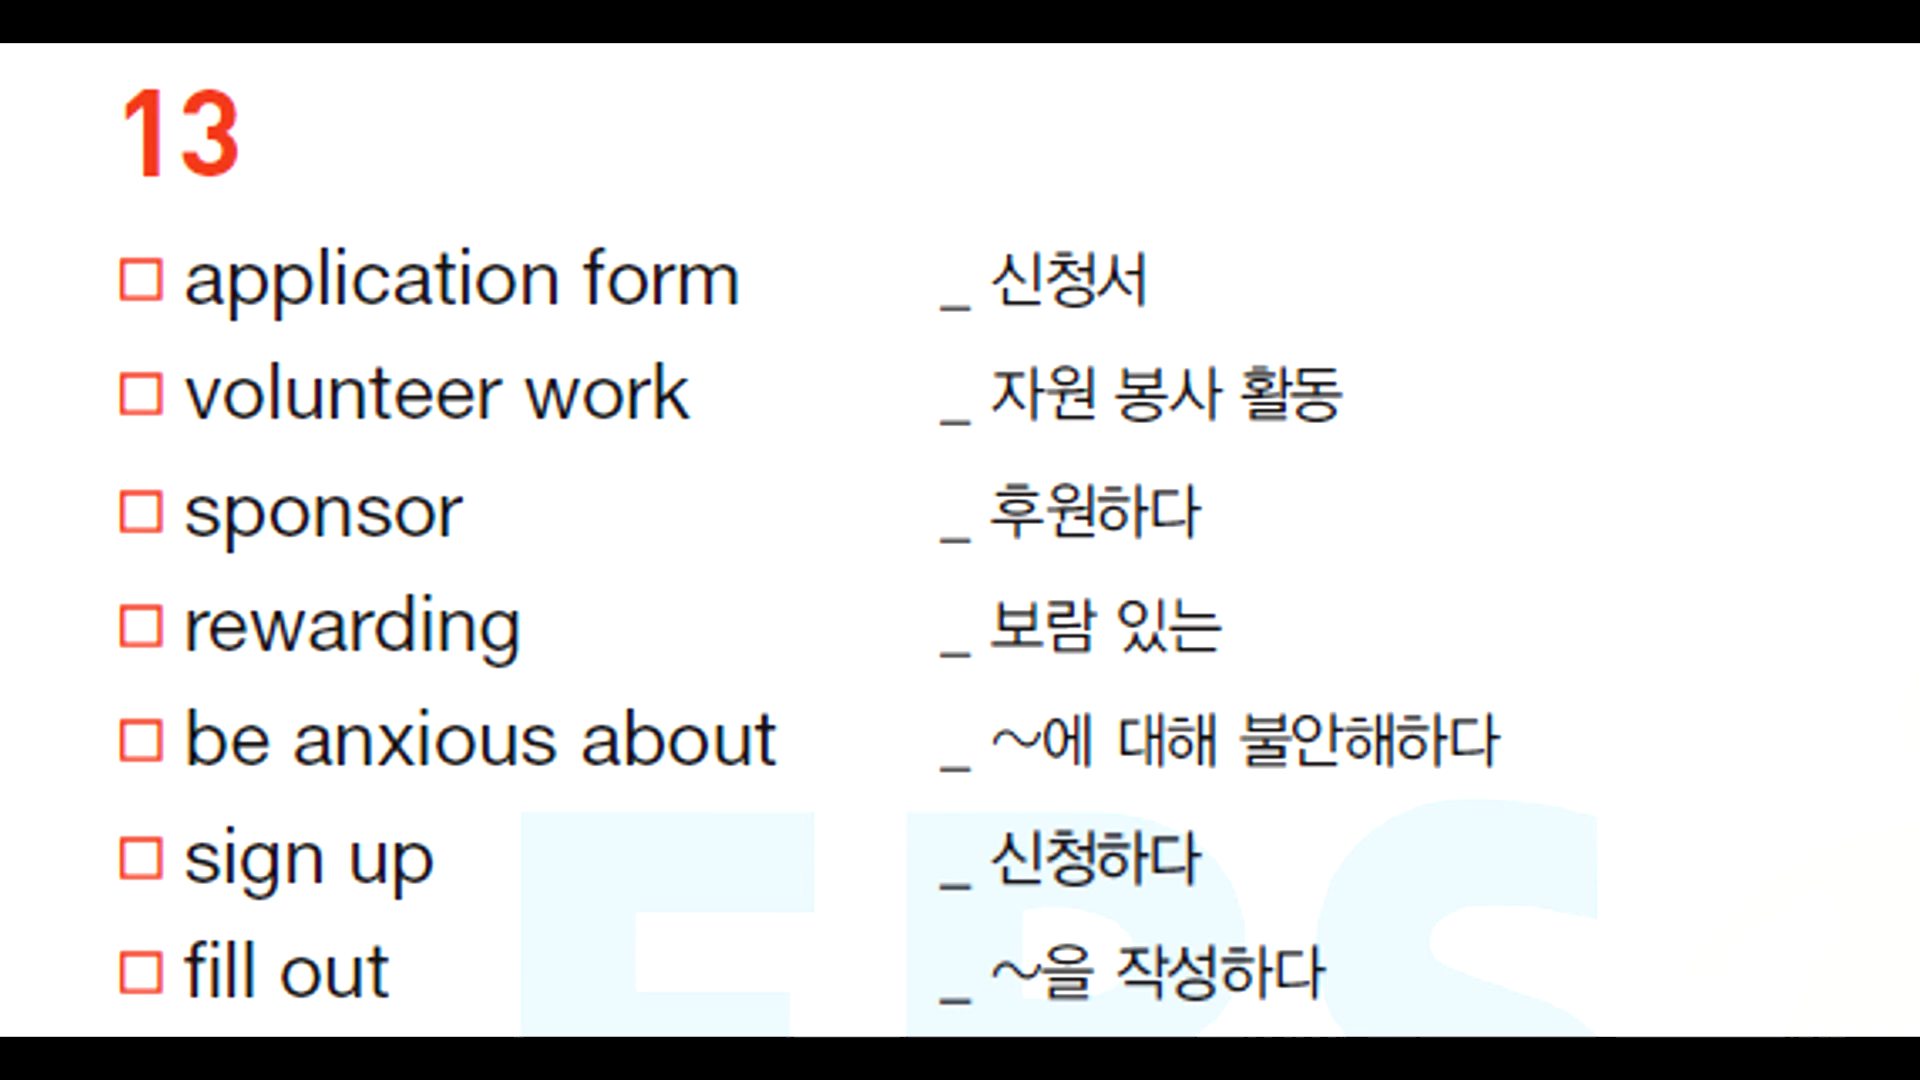 13
□ application form _ 신청서
□ volunteer work _ 자원 봉사 활동
□ sponsor _ 후원하다
□ rewarding _ 보람 있는
□ be anxious about _ ~에 대해 불안해하다
□ sign up _ 신청하다
□ fill out _ ~을 작성하다
EBS